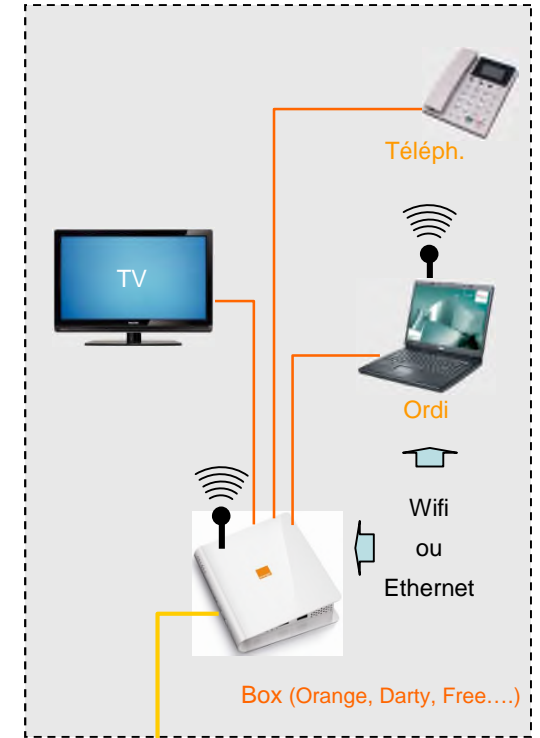 Téléph.
TV
Ordi
Wifi
ou
Ethernet
Box (Orange, Darty, Free….)